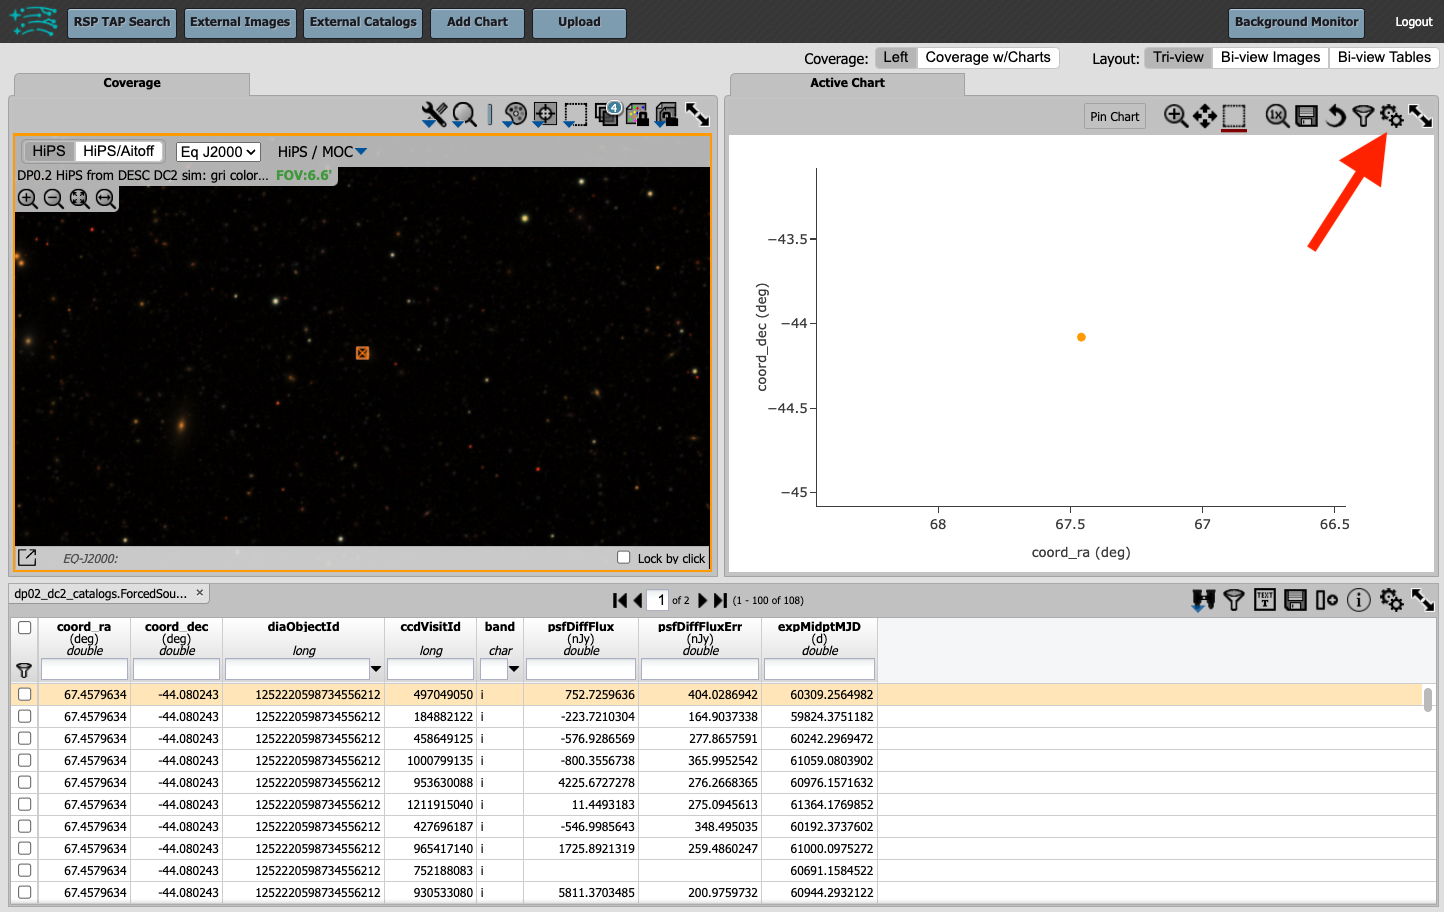 RSP TAP Search External Images External Catalogs Add Chart Upload Background Monitor Logout
Coverage: Left Coverage w/Charts Layout: Tri-view Bi-view Images Bi-view Tables
Coverage
Active Chart
4
Pin Chart
1x
HiPS HiPS/Aitoff Eq J2000 HiPS / MOC
DP0.2 HiPS from DESC DC2 sim: gri color... FOV:6.6'
EQ-J2000: Lock by click
−43.5
−44
−44.5
−45
coord_dec (deg)
68 67.5 67 66.5
coord_ra (deg)
dp02_dc2_catalogs.ForcedSou... × 1 of 2 (1 - 100 of 108) TEXT T
coord_ra coord_dec diaObjectId ccdVisitId band psfDiffFlux psfDiffFluxErr expMidptMJD
(deg) (deg) (nJy) (nJy) (d)
double double long long char double double double
67.4579634 -44.080243 1252220598734556212 497049050 i 752.7259636 404.0286942 60309.2564982
67.4579634 -44.080243 1252220598734556212 184882122 i -223.7210304 164.9037338 59824.3751182
67.4579634 -44.080243 1252220598734556212 458649125 i -576.9286569 277.8657591 60242.2969472
67.4579634 -44.080243 1252220598734556212 1000799135 i -800.3556738 365.9952542 61059.0803902
67.4579634 -44.080243 1252220598734556212 953630088 i 4225.6727278 276.2668365 60976.1571632
67.4579634 -44.080243 1252220598734556212 1211915040 i 11.4493183 275.0945613 61364.1769852
67.4579634 -44.080243 1252220598734556212 427696187 i -546.9985643 348.495035 60192.3737602
67.4579634 -44.080243 1252220598734556212 965417140 i 1725.8921319 259.4860247 61000.0975272
67.4579634 -44.080243 1252220598734556212 752188083 i 60691.1584522
67.4579634 -44.080243 1252220598734556212 930533080 i 5811.3703485 200.9759732 60944.2932122